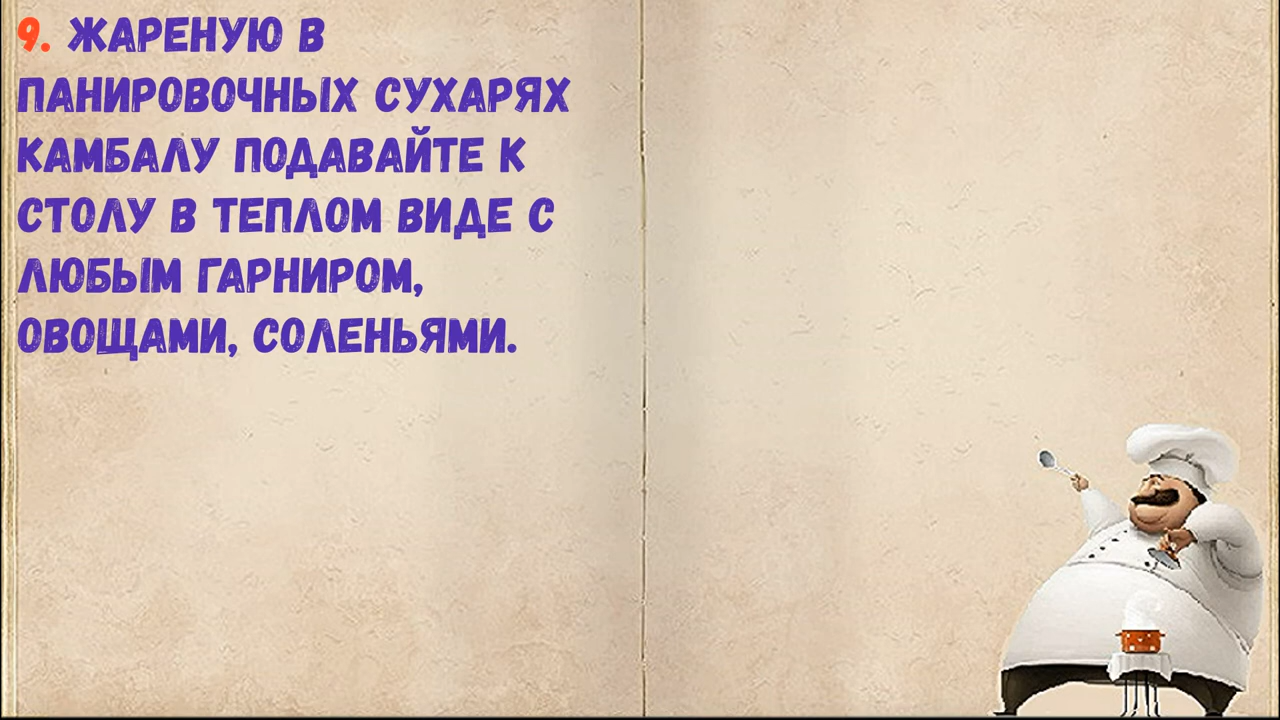 9. ЖАРЕНУЮ В
ПАНИРОВОЧНЫХ СУХАРЯХ
КАМБАЛУ ПОДАВАЙТЕ К
СТОЛУ В ТЕПЛОМ ВИДЕ С
ЛЮБЫМ ГАРНИРОМ,
ОВОЩАМИ, СОЛЕНЬЯМИ.